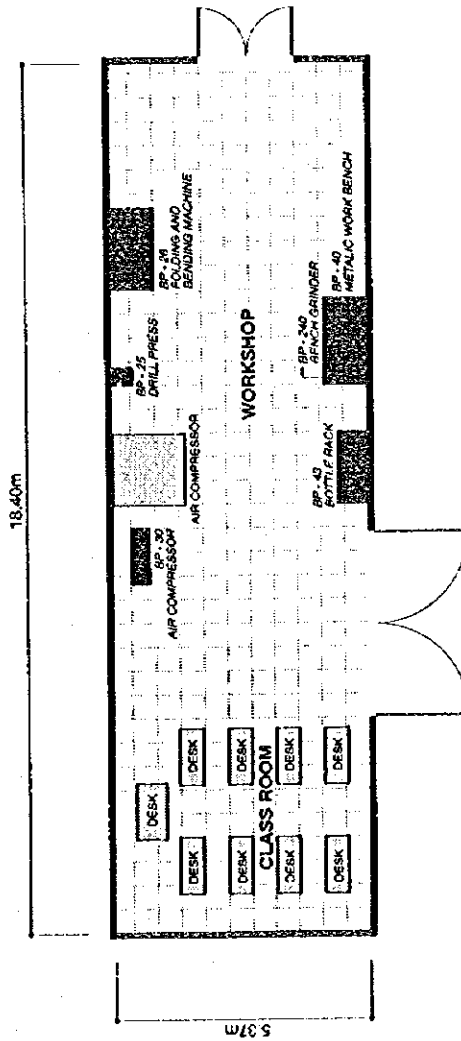 18.40m
5.37m
BP - 26
FOLDING AND
BENDING MACHINE
BP - 25
DRILL PRESS
AIR COMPRESSOR
BP - 30
AIR COMPRESSOR
WORKSHOP
BP - 240
BENCH GRINDER
BP - 40
METALIC WORK BENCH
BP - 43
BOTTLE RACK
CLASS ROOM
DESK
DESK
DESK
DESK
DESK
DESK
DESK
DESK
DESK